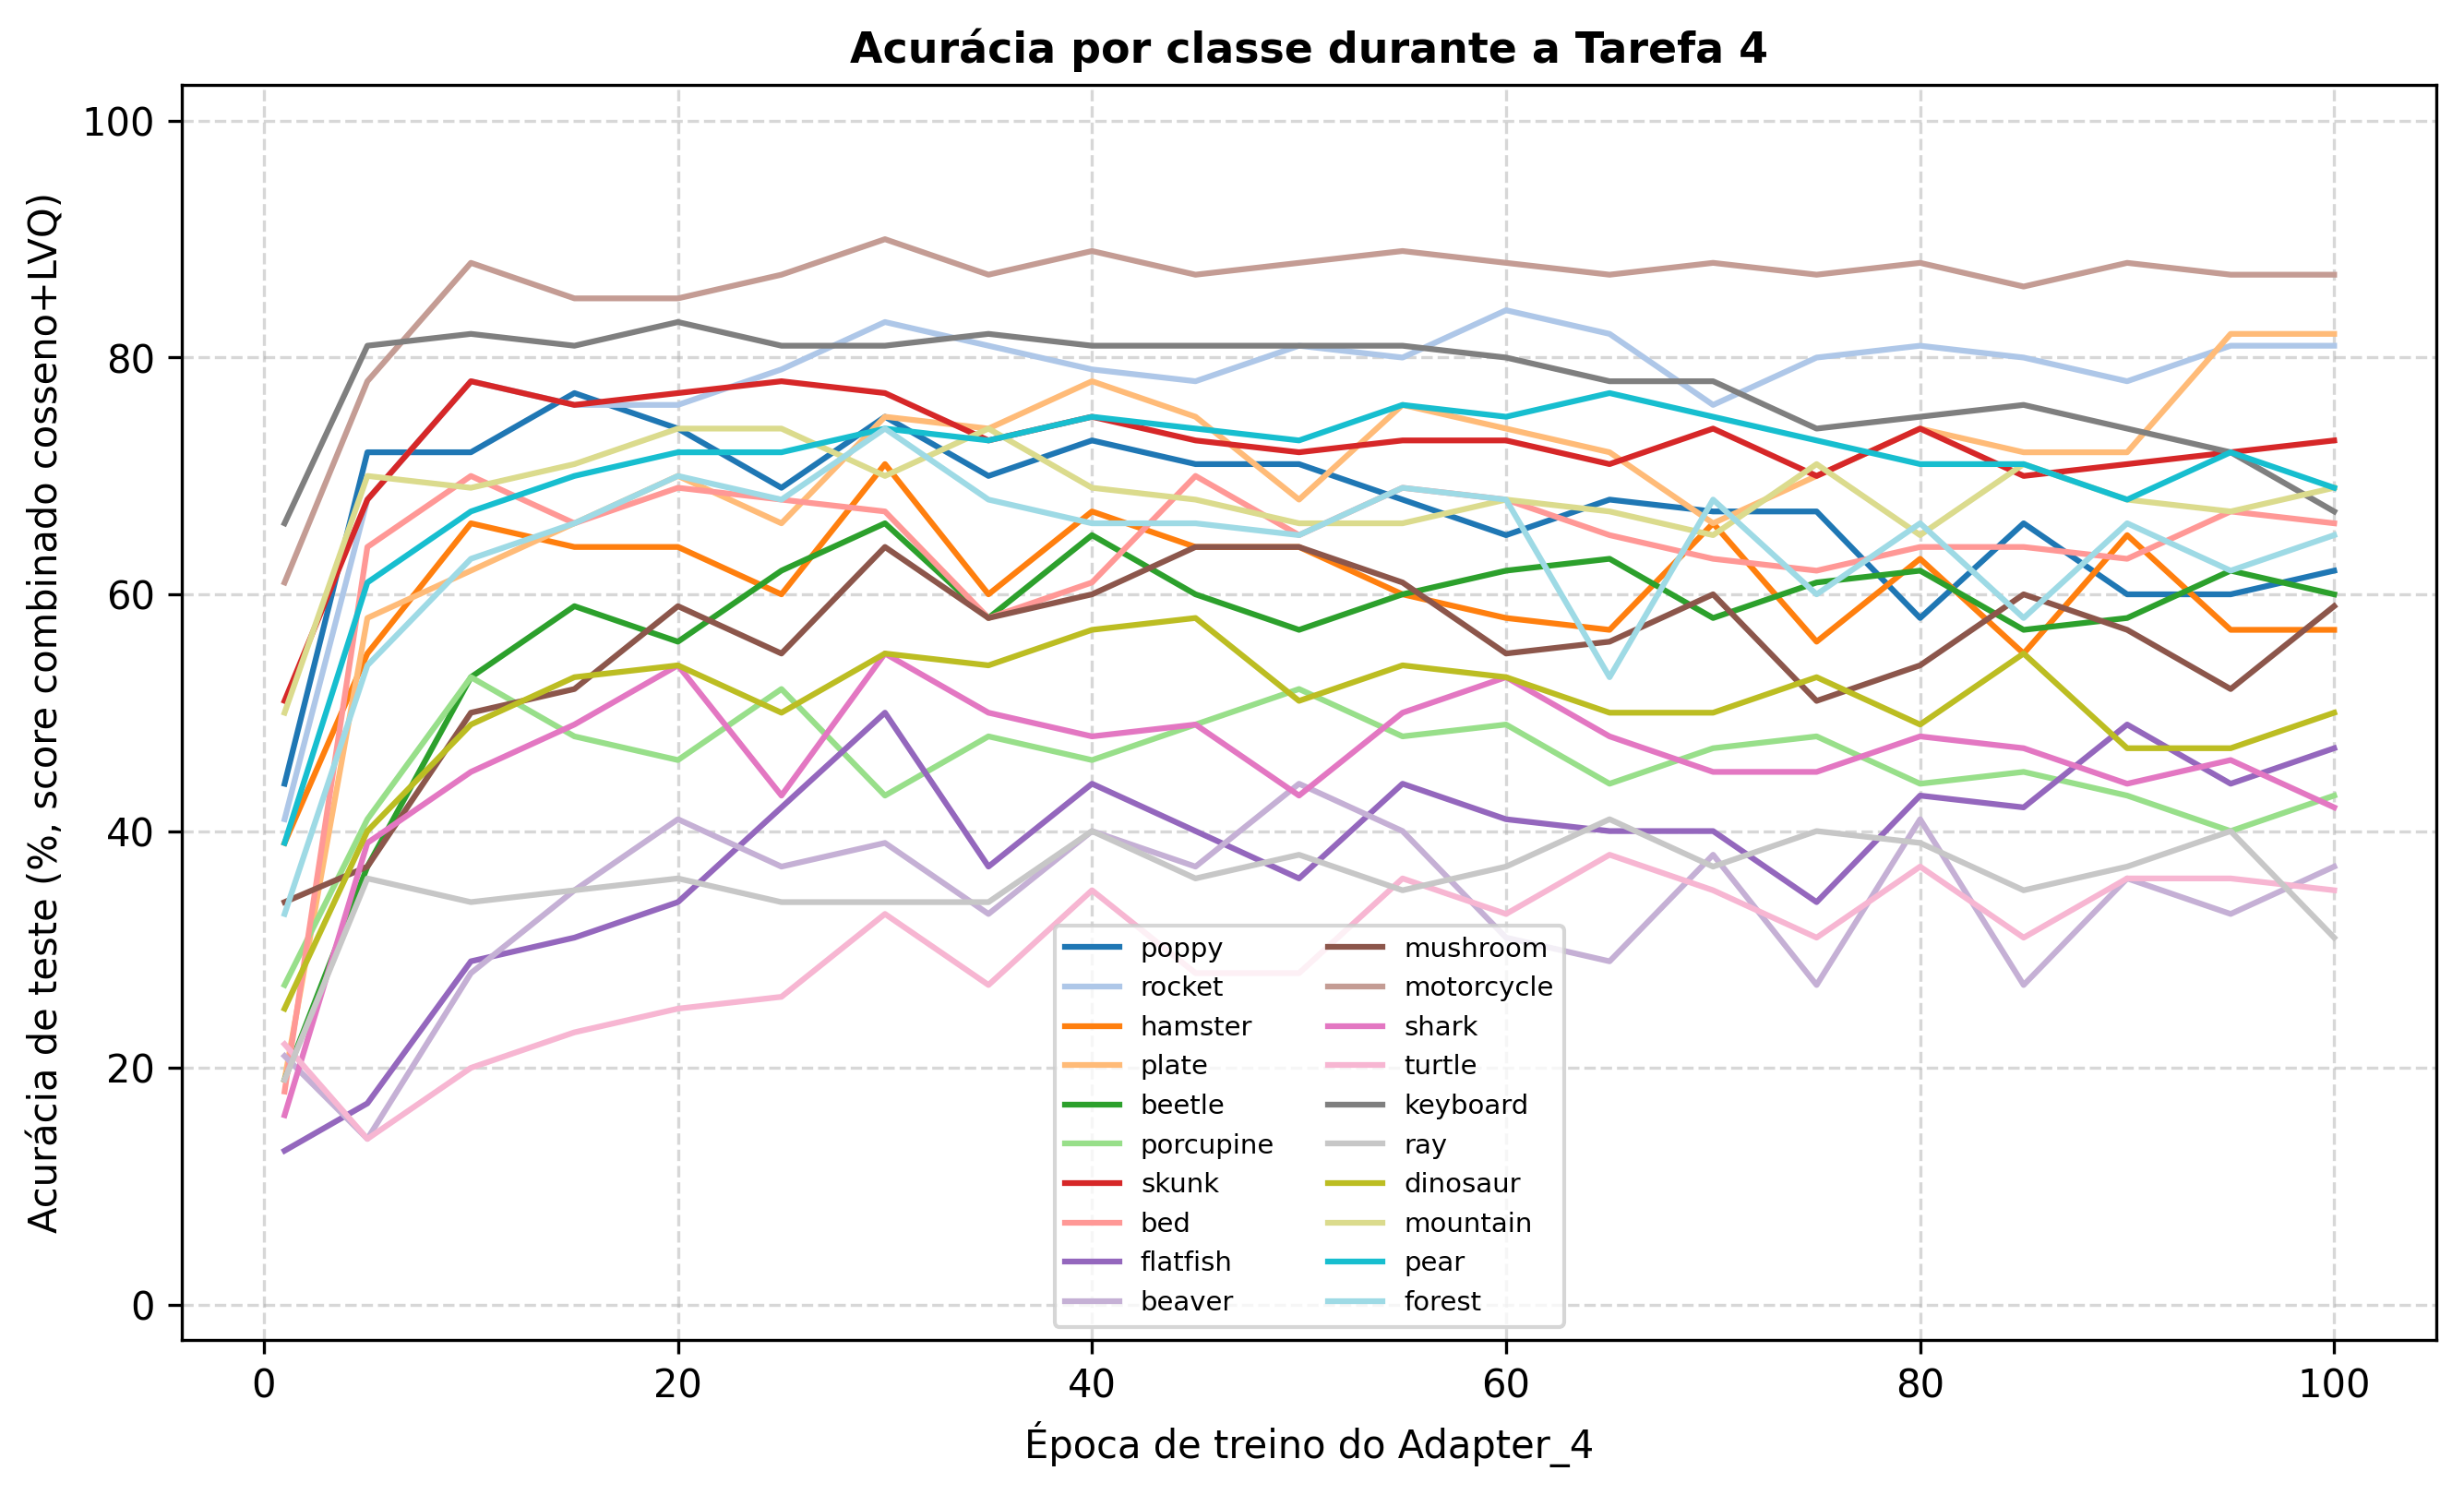 Acurácia por classe durante a Tarefa 4
Acurácia de teste (%, score combinado cosseno+LVQ)
100
80
60
40
20
0
poppy
rocket
hamster
plate
beetle
porcupine
skunk
bed
flatfish
beaver
mushroom
motorcycle
shark
turtle
keyboard
ray
dinosaur
mountain
pear
forest
0 20 40 60 80 100
Época de treino do Adapter_4